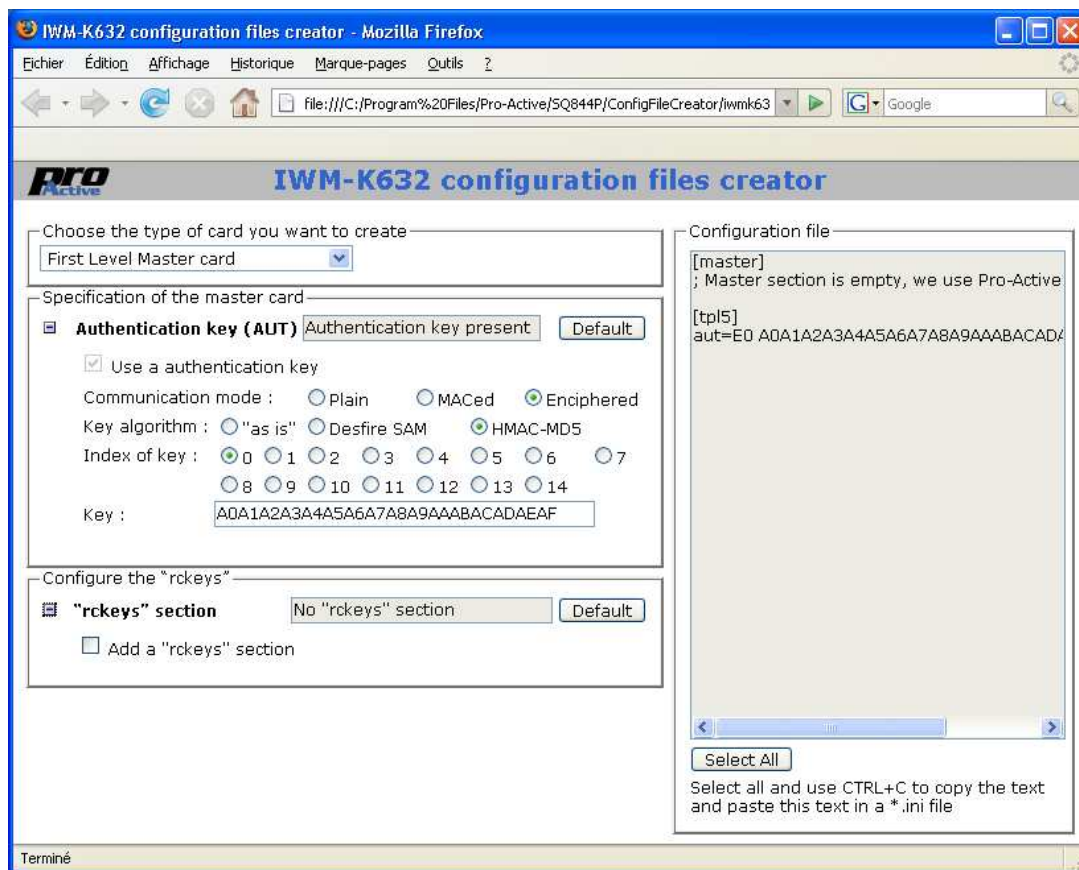 IWM-K632 configuration files creator - Mozilla Firefox
Fichier Édition Affichage Historique Marque-pages Outils ?
file:///C:/Program%20Files/Pro-Active/SQ844P/ConfigFileCreator/iwmk63
G Google
Pro Active
IWM-K632 configuration files creator
Choose the type of card you want to create
First Level Master card
Specification of the master card
Authentication key (AUT) Authentication key present Default
Use a authentication key
Communication mode : Plain MACed Enciphered
Key algorithm : "as is" Desfire SAM HMAC-MD5
Index of key : 0 1 2 3 4 5 6 7
8 9 10 11 12 13 14
Key : A0A1A2A3A4A5A6A7A8A9AAABACADAEAF
Configure the "rckeys"
"rckeys" section No "rckeys" section Default
Add a "rckeys" section
Configuration file
[master]
; Master section is empty, we use Pro-Active
[tpl5]
aut=E0 A0A1A2A3A4A5A6A7A8A9AAABACADA
Select All
Select all and use CTRL+C to copy the text
and paste this text in a *.ini file
Terminé